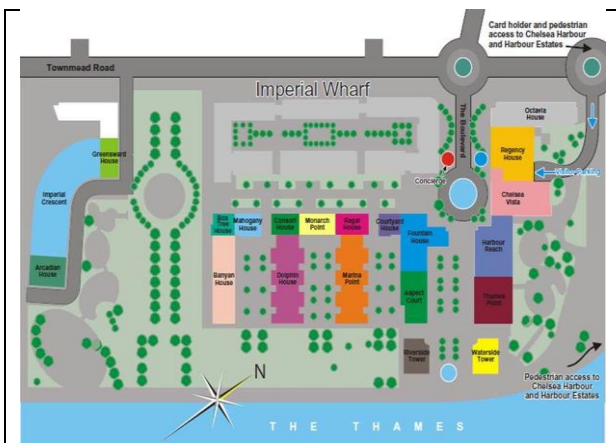 Card holder and pedestrian
access to Chelsea Harbour
and Harbour Estates
Townmead Road
Imperial Wharf
The Boulevard
Octavia
House
Greensward
House
Regency
House
Concierge
Visitor Parking
Imperial
Crescent
Chelsea
Vista
Box
Tree
House
Mahogany
House
Consort
House
Monarch
Point
Regal
House
Courtyard
House
Fountain
House
Harbour
Reach
Arcadian
House
Banyan
House
Dolphin
House
Marina
Point
Aspect
Court
Thames
Point
Riverside
Tower
Waterside
Tower
N
Pedestrian access to
Chelsea Harbour
and Harbour Estates
THE THAMES